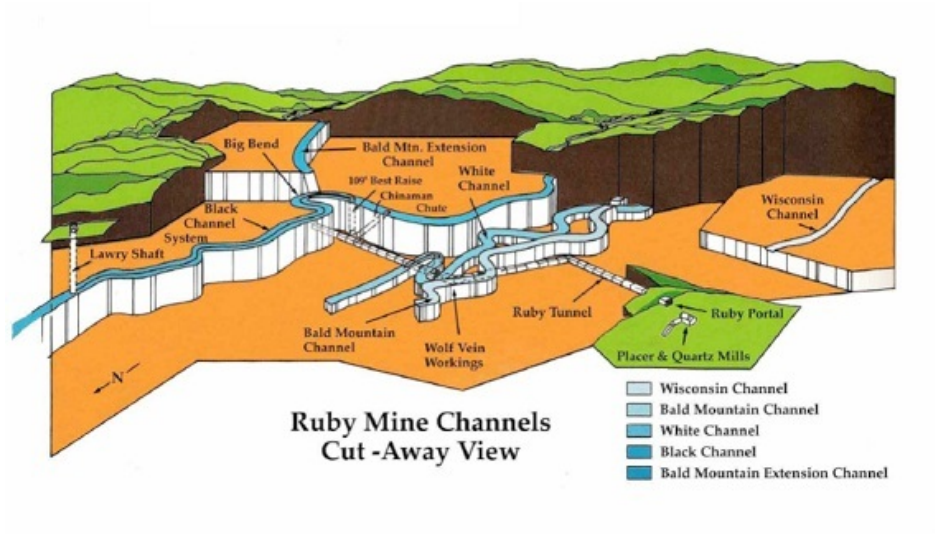 Big Bend
Bald Mtn. Extension
Channel
White
Channel
109' Best Raise
Chinaman
Chute
Wisconsin
Channel
Black
Channel
System
Lawry Shaft
Ruby Tunnel
Ruby Portal
Bald Mountain
Channel
Wolf Vein
Workings
Placer & Quartz Mills
N
Ruby Mine Channels
Cut -Away View
Wisconsin Channel
Bald Mountain Channel
White Channel
Black Channel
Bald Mountain Extension Channel